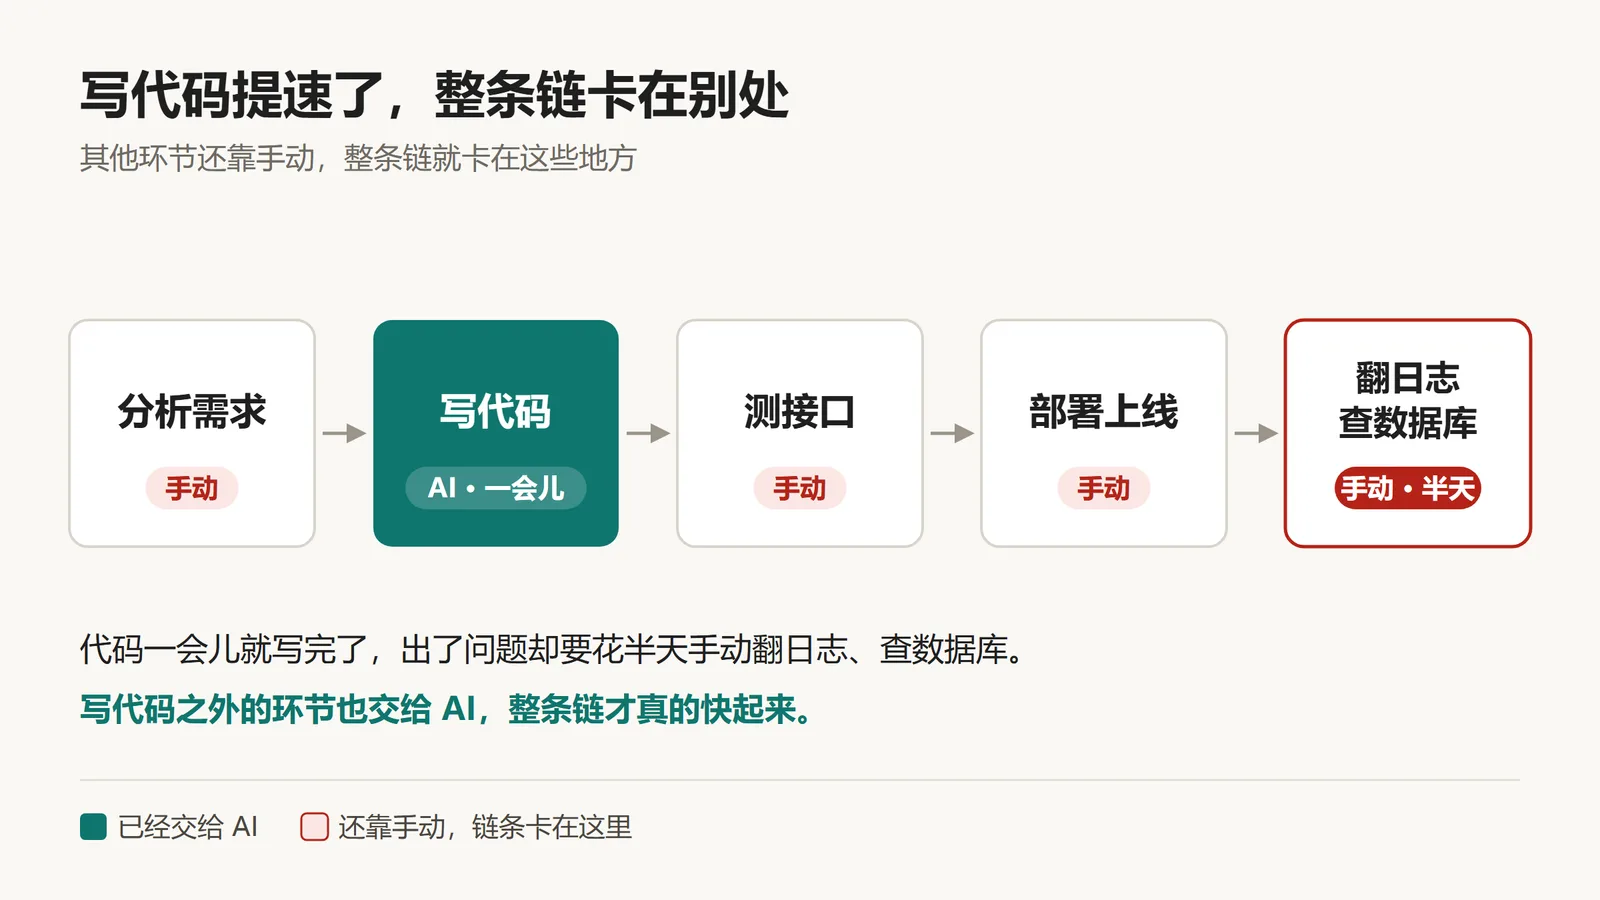 写代码提速了，整条链卡在别处
其他环节还靠手动，整条链就卡在这些地方
分析需求
手动
写代码
AI · 一会儿
测接口
手动
部署上线
手动
翻日志
查数据库
手动 · 半天
代码一会儿就写完了，出了问题却要花半天手动翻日志、查数据库。
写代码之外的环节也交给 AI，整条链才真的快起来。
已经交给 AI
还靠手动，链条卡在这里